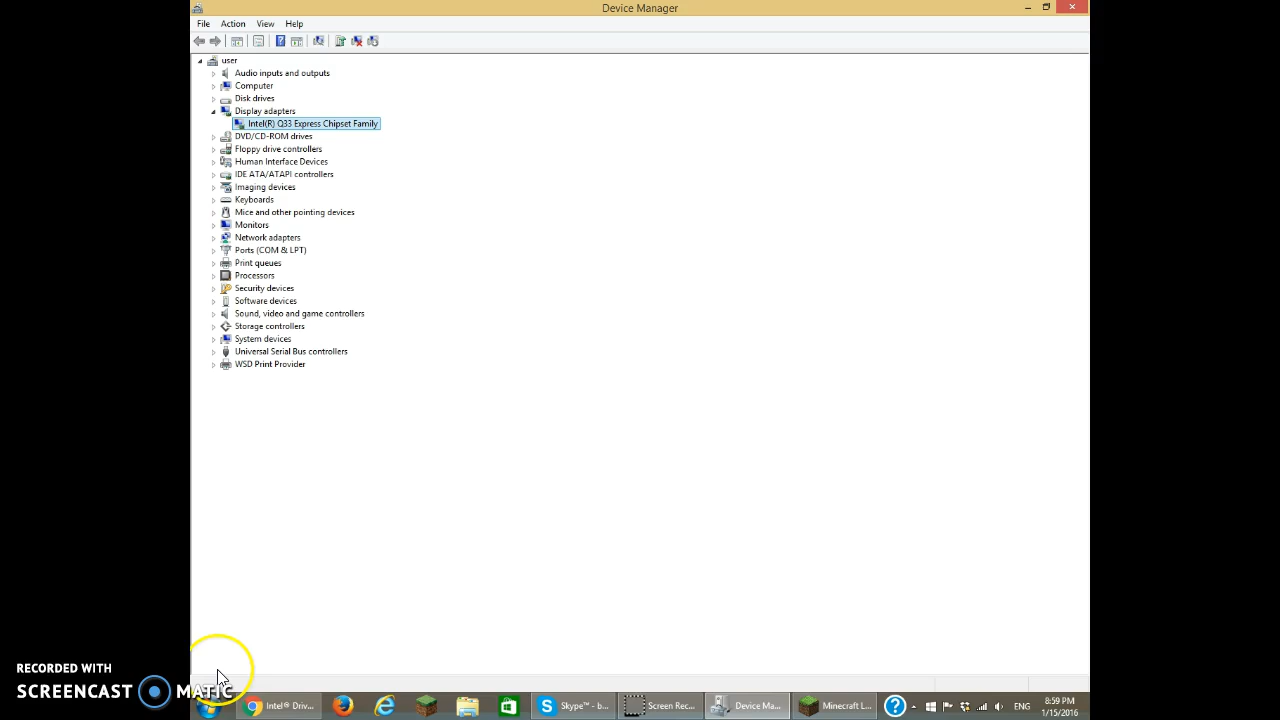 Device Manager
File Action View Help
user
Audio inputs and outputs
Computer
Disk drives
Display adapters
Intel(R) Q33 Express Chipset Family
DVD/CD-ROM drives
Floppy drive controllers
Human Interface Devices
IDE ATA/ATAPI controllers
Imaging devices
Keyboards
Mice and other pointing devices
Monitors
Network adapters
Ports (COM & LPT)
Print queues
Processors
Security devices
Software devices
Sound, video and game controllers
Storage controllers
System devices
Universal Serial Bus controllers
WSD Print Provider
RECORDED WITH
SCREENCAST MATIC
Intel® Driv... Skype™ - b... Screen Rec... Device Ma... Minecraft L... ENG 8:59 PM
1/15/2016